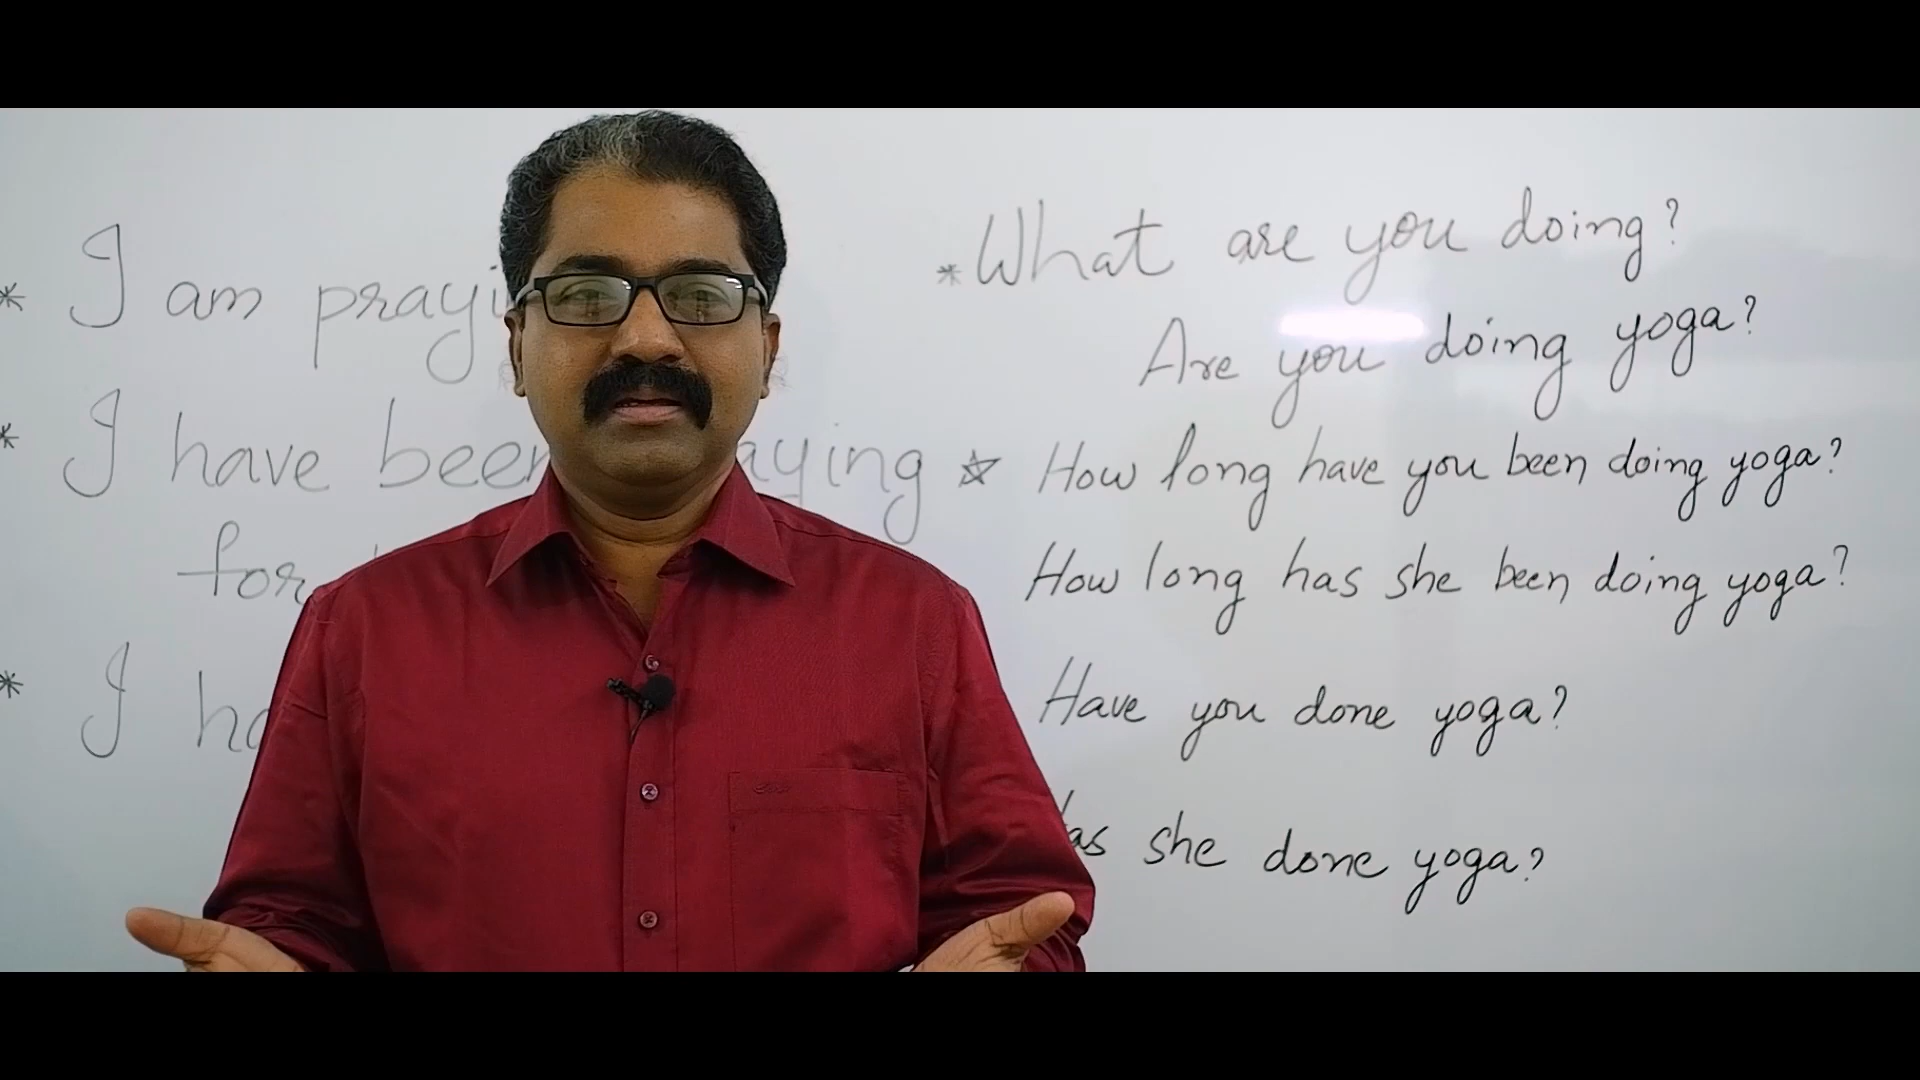 * I am prayi
* I have been aying
for
* I ha
* What are you doing?
Are you doing yoga?
☆ How long have you been doing yoga?
How long has she been doing yoga?
Have you done yoga?
as she done yoga?